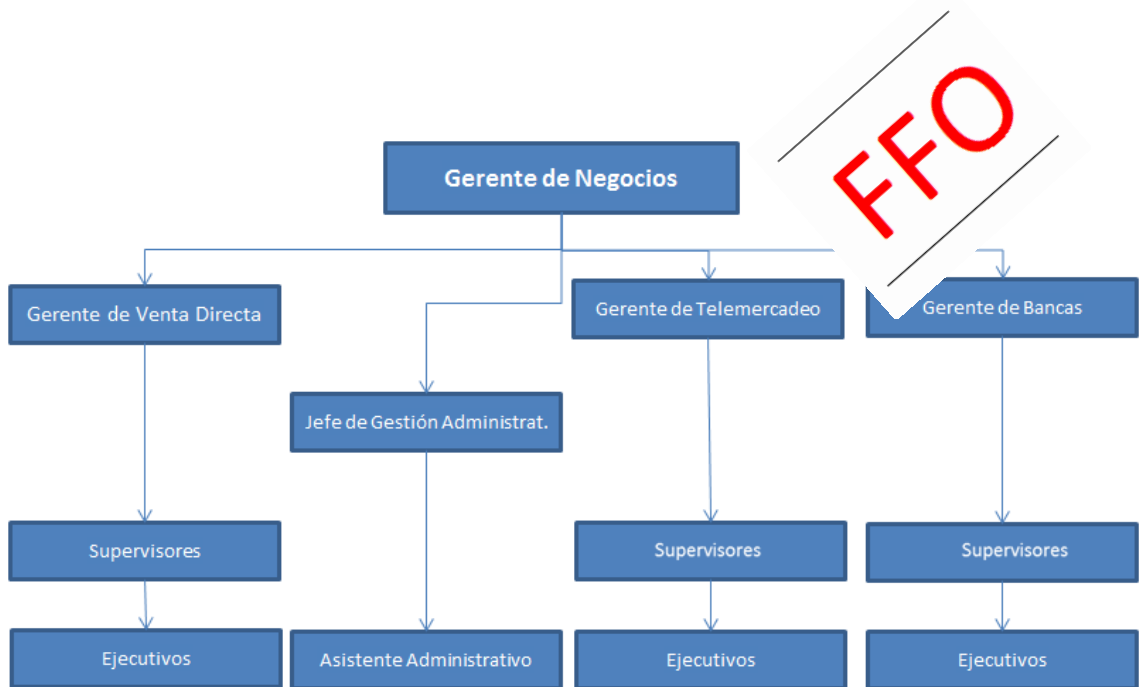 FFO
Gerente de Negocios
Gerente de Venta Directa
Gerente de Telemercadeo
Gerente de Bancas
Jefe de Gestión Administrat.
Supervisores
Supervisores
Supervisores
Ejecutivos
Asistente Administrativo
Ejecutivos
Ejecutivos